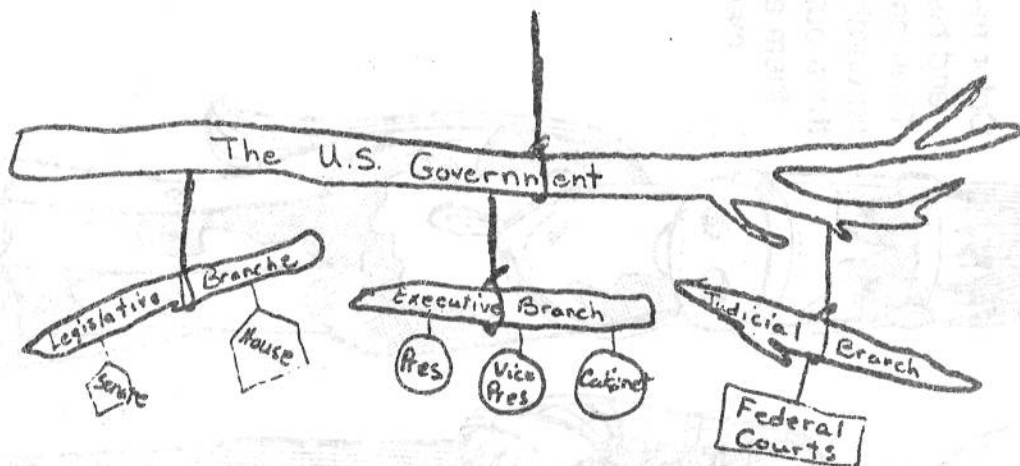 The U.S. Government
Legislative Branche
Senate
House
Executive Branch
Pres
Vice
Pres
Cabinet
Judicial Branch
Federal
Courts